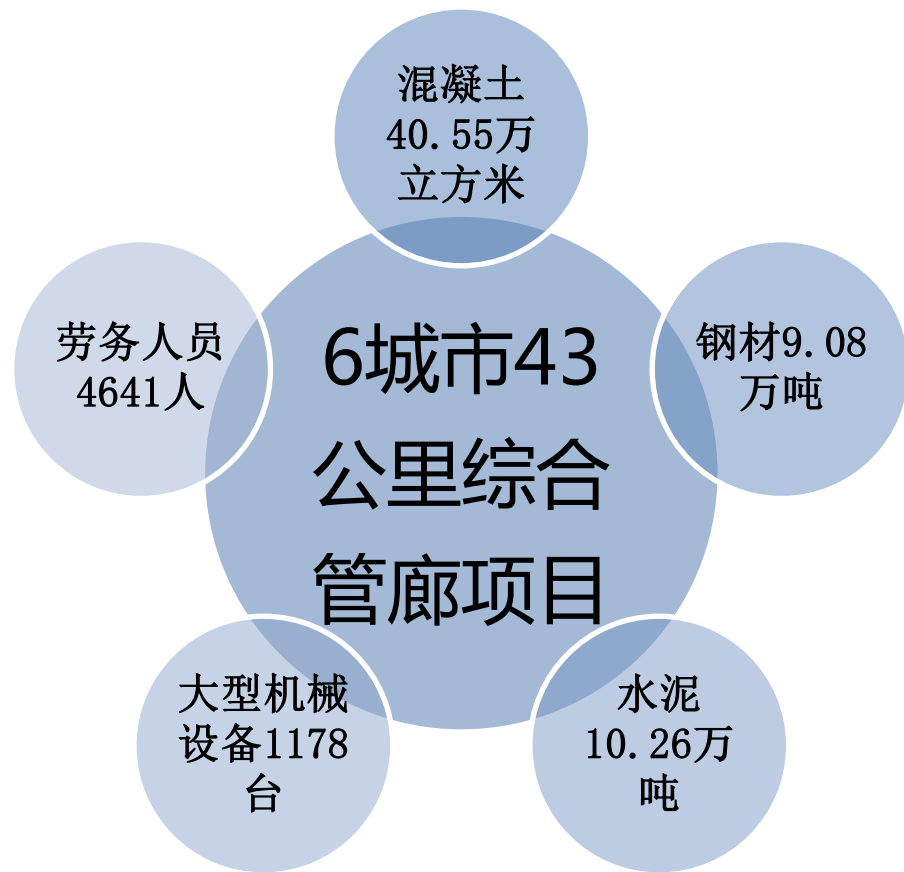 混凝土
40.55万
立方米
6城市43
公里综合
管廊项目
钢材9.08
万吨
水泥
10.26万
吨
大型机械
设备1178
台
劳务人员
4641人